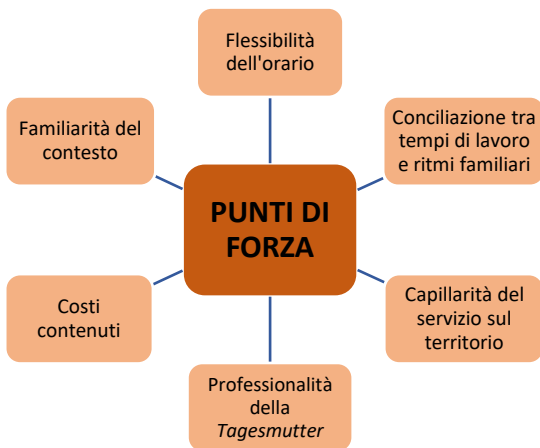 Flessibilità
dell'orario
Conciliazione tra
tempi di lavoro
e ritmi familiari
Capillarità del
servizio sul
territorio
Professionalità
della
Tagesmutter
Costi
contenuti
Familiarità del
contesto
PUNTI DI
FORZA